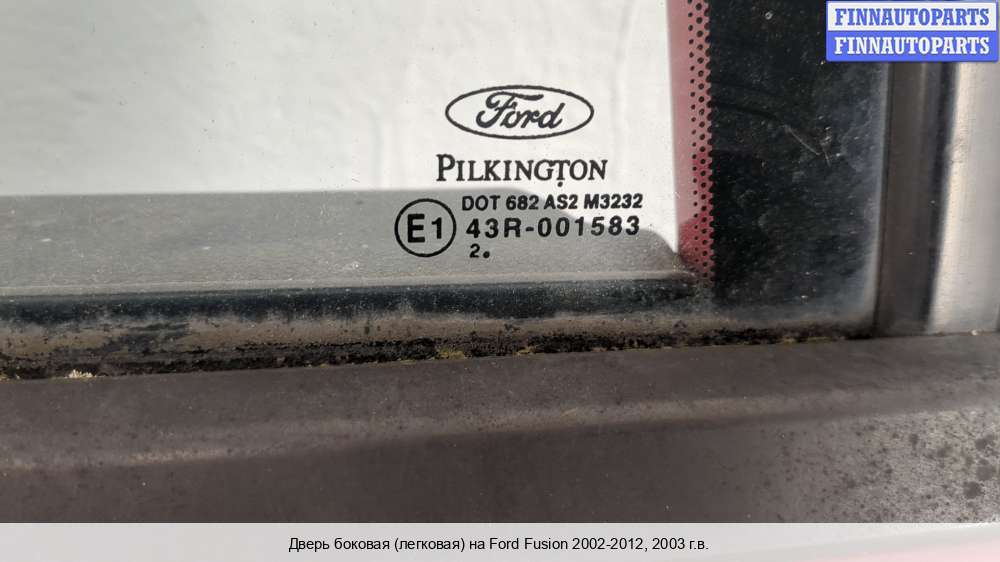 FINNAUTOPARTS
FINNAUTOPARTS
Ford
PILKINGTON
DOT 682 AS2 M3232
E1 43R-001583
2.
Дверь боковая (легковая) на Ford Fusion 2002-2012, 2003 г.в.